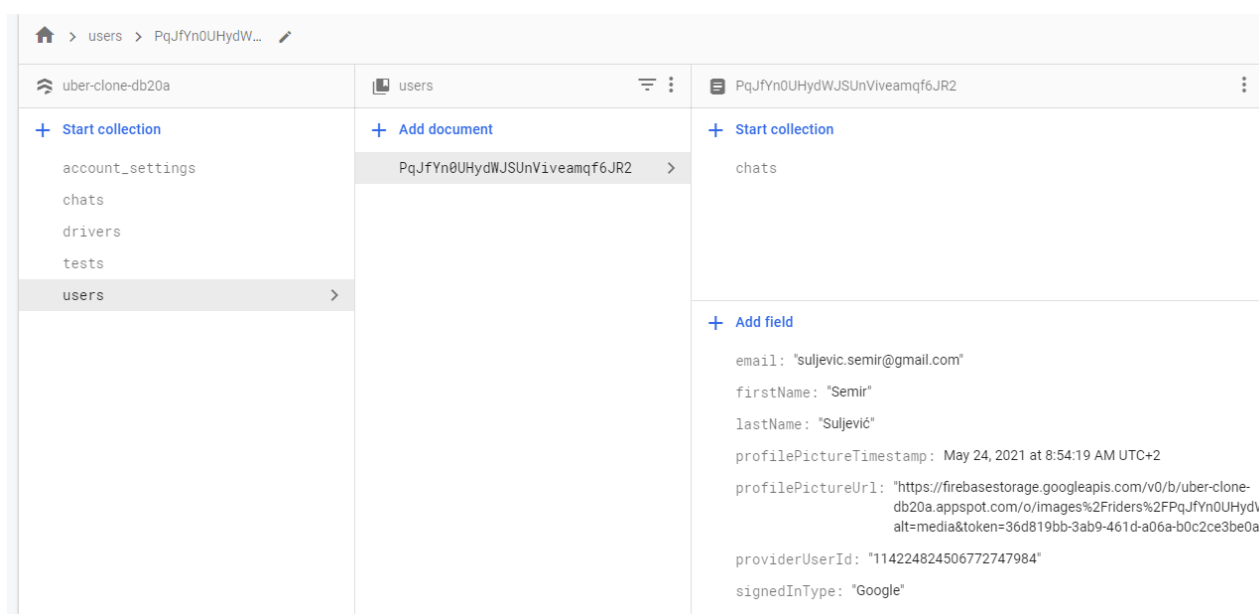 users > PqJfYn0UHydW...
uber-clone-db20a
users
PqJfYn0UHydWJSUnViveamqf6JR2
+ Start collection
+ Add document
+ Start collection
account_settings
PqJfYn0UHydWJSUnViveamqf6JR2
chats
chats
drivers
tests
users
+ Add field
email: "suljevic.semir@gmail.com"
firstName: "Semir"
lastName: "Suljević"
profilePictureTimestamp: May 24, 2021 at 8:54:19 AM UTC+2
profilePictureUrl: "https://firebasestorage.googleapis.com/v0/b/uber-clone-
db20a.appspot.com/o/images%2Friders%2FPqJfYn0UHydW
alt=media&token=36d819bb-3ab9-461d-a06a-b0c2ce3be0a
providerUserId: "114224824506772747984"
signedInType: "Google"